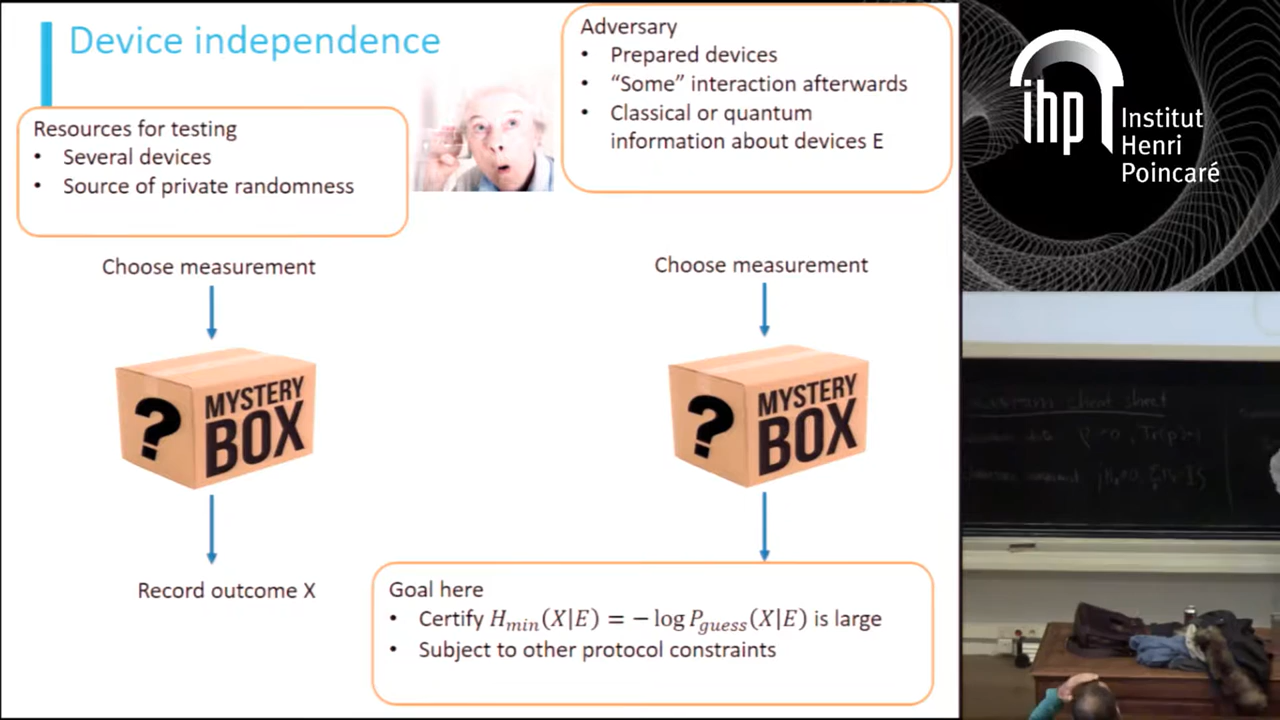 Device independence
Adversary
• Prepared devices
• “Some” interaction afterwards
• Classical or quantum
information about devices E
Resources for testing
• Several devices
• Source of private randomness
Choose measurement
Choose measurement
? MYSTERY
BOX
? MYSTERY
BOX
Record outcome X
Goal here
• Certify H_min(X|E) = − log P_guess(X|E) is large
• Subject to other protocol constraints
ihp
Institut
Henri
Poincaré
cheat sheet